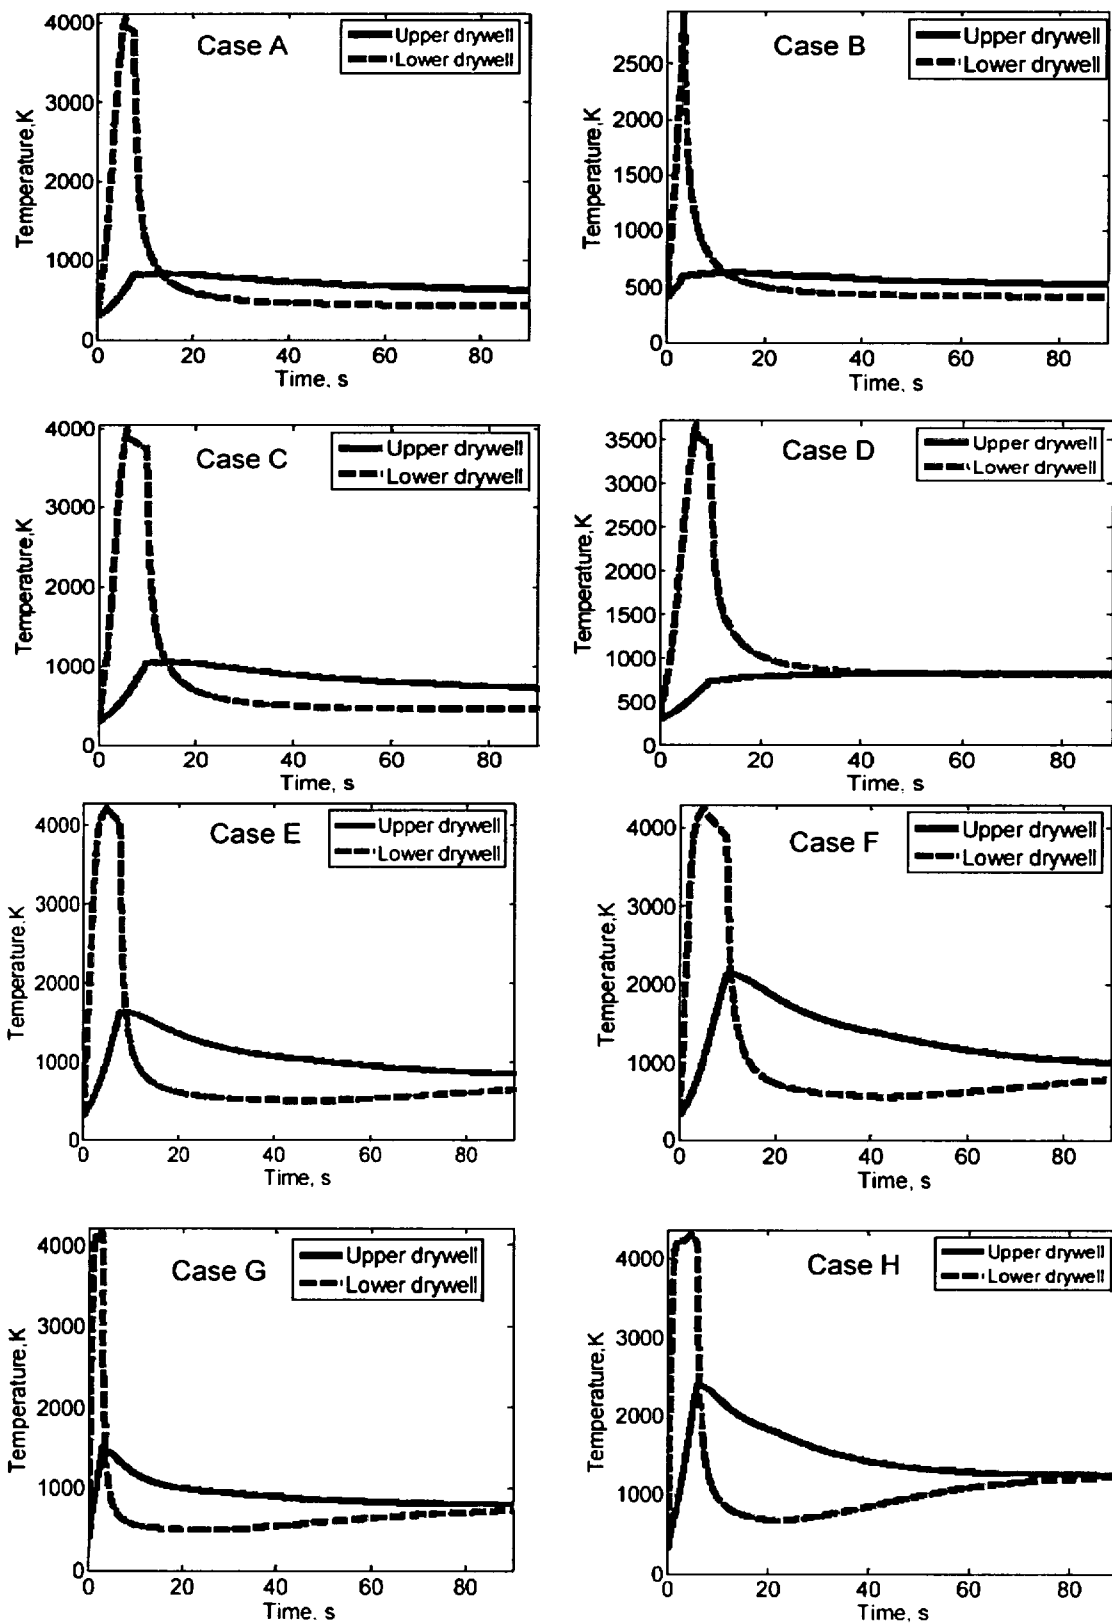 Case A
Upper drywell
Lower drywell
Temperature,K
4000
3000
2000
1000
0
0 20 40 60 80
Time, s
Case B
Upper drywell
Lower drywell
Temperature,K
2500
2000
1500
1000
500
0
0 20 40 60 80
Time, s
Case C
Upper drywell
Lower drywell
Temperature,K
4000
3000
2000
1000
0
0 20 40 60 80
Time, s
Case D
Upper drywell
Lower drywell
Temperature,K
3500
3000
2500
2000
1500
1000
500
0
0 20 40 60 80
Time, s
Case E
Upper drywell
Lower drywell
Temperature,K
4000
3000
2000
1000
0
0 20 40 60 80
Time, s
Case F
Upper drywell
Lower drywell
Temperature,K
4000
3000
2000
1000
0
0 20 40 60 80
Time, s
Case G
Upper drywell
Lower drywell
Temperature,K
4000
3000
2000
1000
0
0 20 40 60 80
Time, s
Case H
Upper drywell
Lower drywell
Temperature,K
4000
3000
2000
1000
0
0 20 40 60 80
Time, s